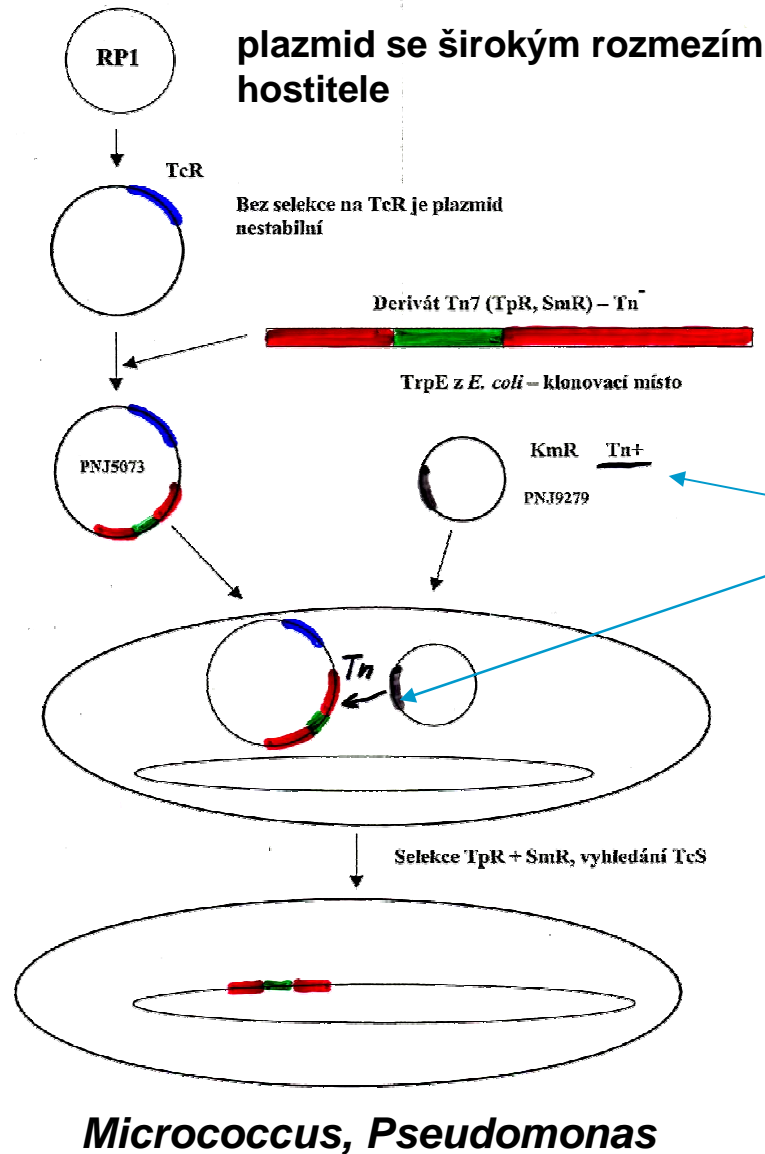 RP1
plazmid se širokým rozmezím
hostitele
TcR
Bez selekce na TcR je plazmid
nestabilní
Derivát Tn7 (TpR, SmR) – Tn-
TrpE z E. coli – klonovací místo
PNJ5073
KmR Tn+
PNJ9279
Tn
Selekce TpR + SmR, vyhledání TcS
Micrococcus, Pseudomonas